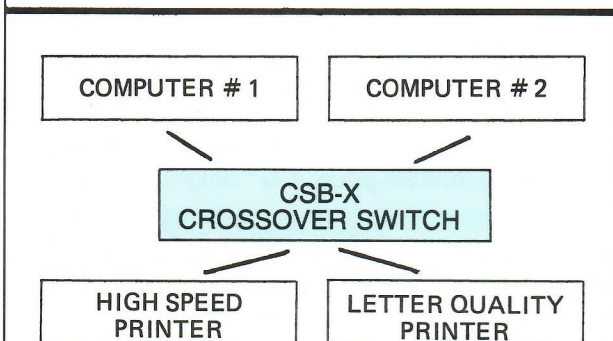 COMPUTER # 1
COMPUTER # 2
CSB-X
CROSSOVER SWITCH
HIGH SPEED
PRINTER
LETTER QUALITY
PRINTER